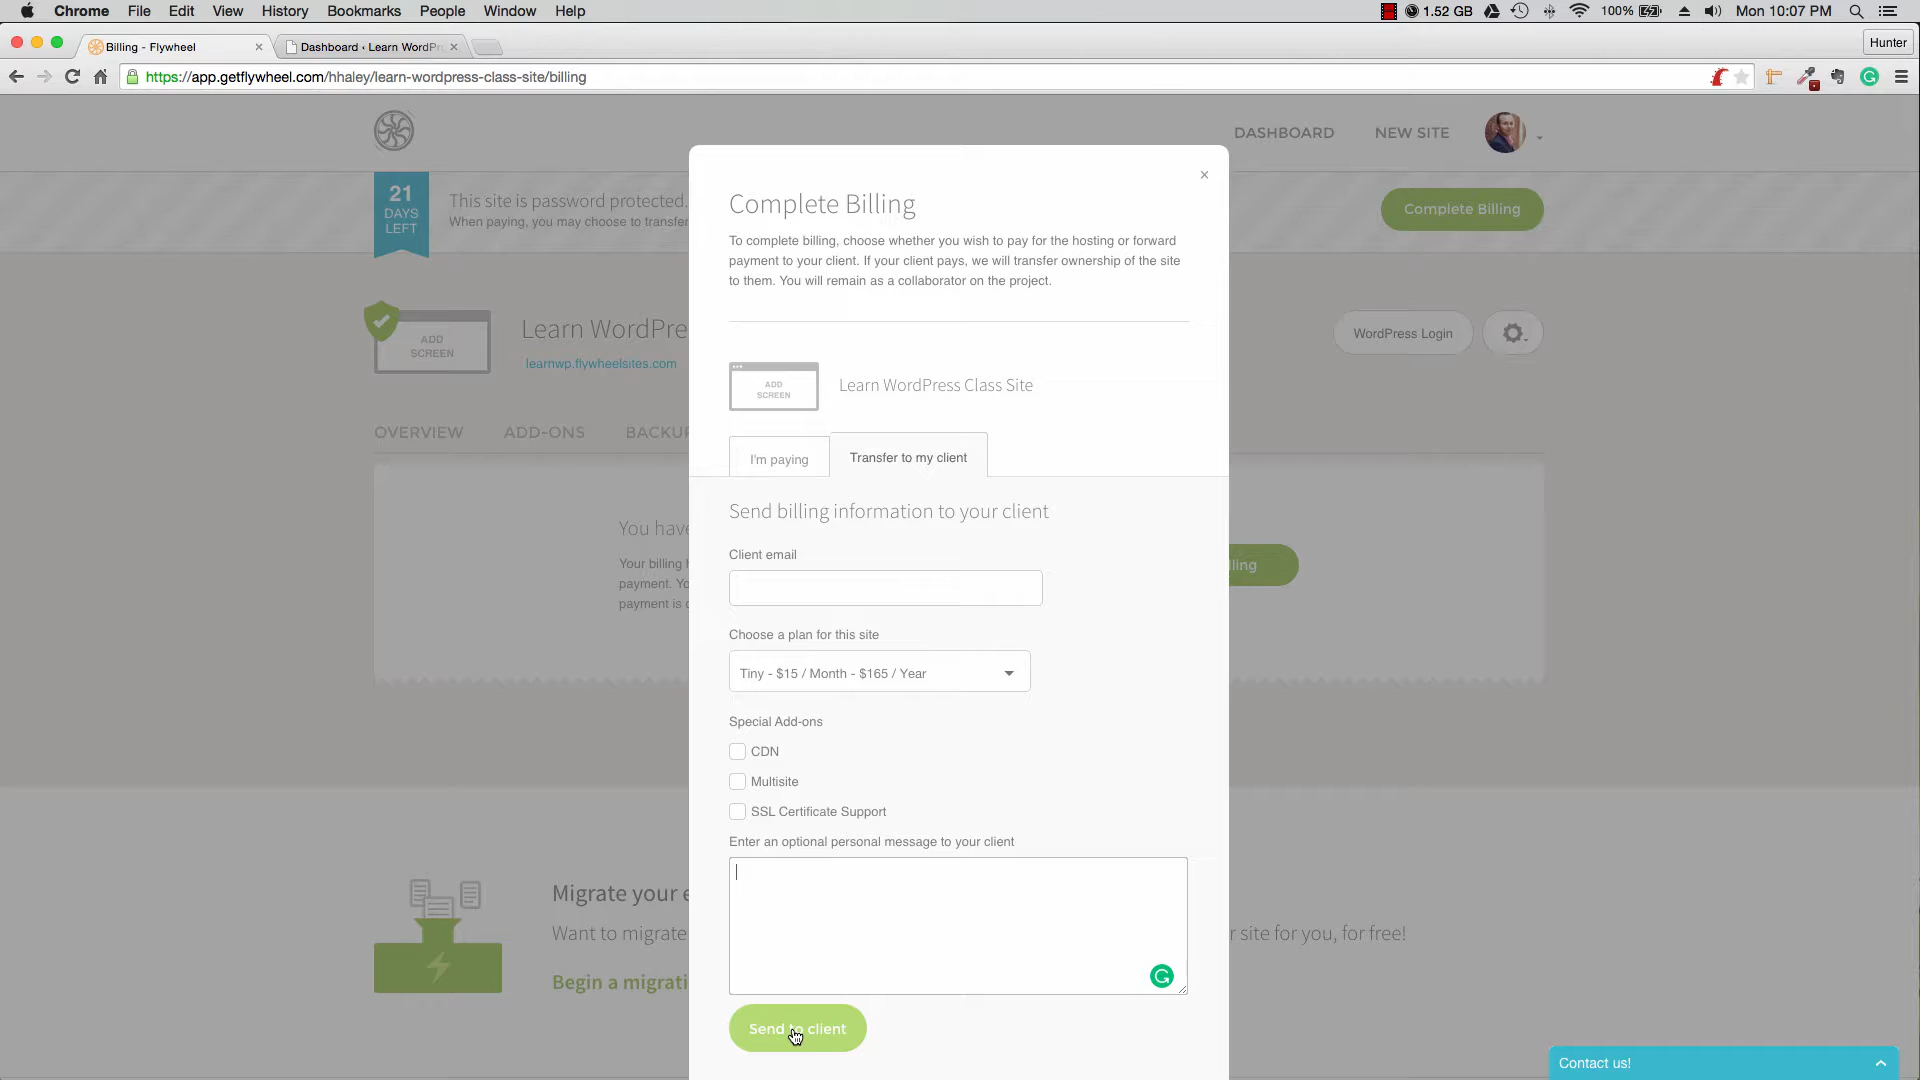 Chrome File Edit View History Bookmarks People Window Help
1.52 GB 100% Mon 10:07 PM
Billing - Flywheel
Dashboard ‹ Learn WordPr
Hunter
https://app.getflywheel.com/hhaley/learn-wordpress-class-site/billing
DASHBOARD NEW SITE
21
DAYS
LEFT
This site is password protected.
When paying, you may choose to transfer
Complete Billing
ADD
SCREEN
Learn WordPre
learnwp.flywheelsites.com
WordPress Login
OVERVIEW ADD-ONS BACKU
You have
Your billing
payment. Yo
payment is
lling
Migrate your e
Want to migrate
r site for you, for free!
Begin a migrati
×
Complete Billing
To complete billing, choose whether you wish to pay for the hosting or forward
payment to your client. If your client pays, we will transfer ownership of the site
to them. You will remain as a collaborator on the project.
ADD
SCREEN
Learn WordPress Class Site
I'm paying
Transfer to my client
Send billing information to your client
Client email
Choose a plan for this site
Tiny - $15 / Month - $165 / Year
Special Add-ons
CDN
Multisite
SSL Certificate Support
Enter an optional personal message to your client
Send to client
Contact us!